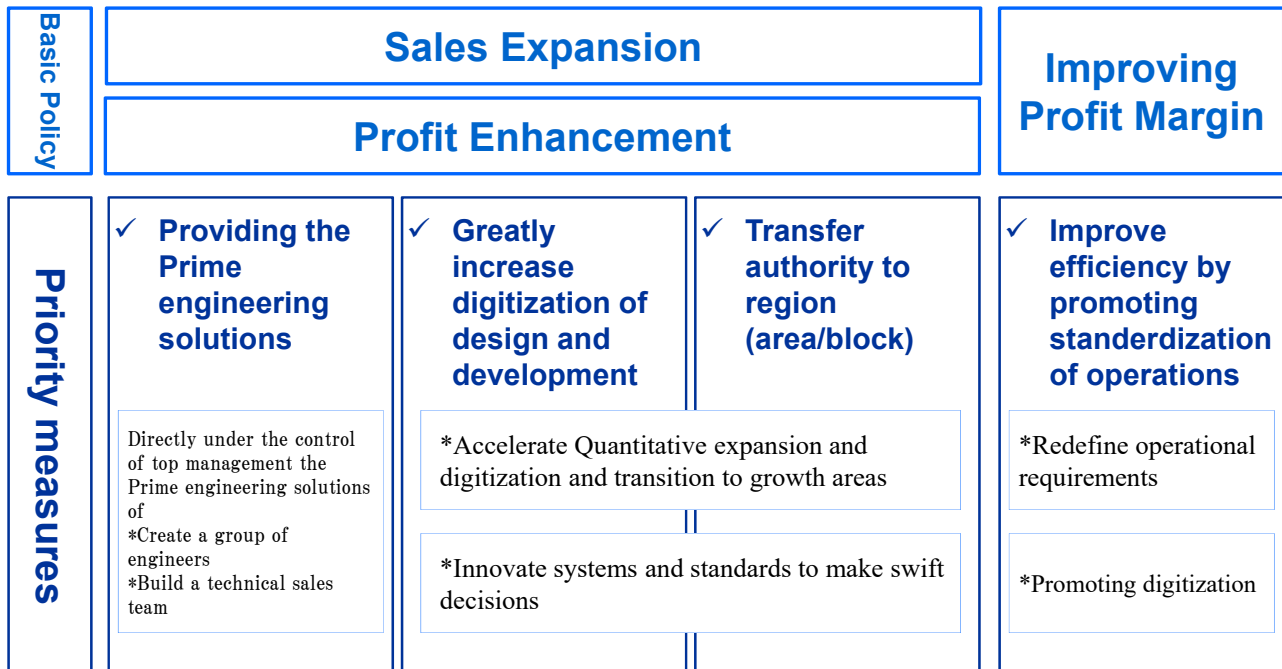 Basic Policy
Sales Expansion
Profit Enhancement
Improving
Profit Margin
Priority measures
✓ Providing the
Prime
engineering
solutions
✓ Greatly
increase
digitization of
design and
development
✓ Transfer
authority to
region
(area/block)
✓ Improve
efficiency by
promoting
standerdization
of operations
Directly under the control
of top management the
Prime engineering solutions
of
*Create a group of
engineers
*Build a technical sales
team
*Accelerate Quantitative expansion and
digitization and transition to growth areas
*Innovate systems and standards to make swift
decisions
*Redefine operational
requirements
*Promoting digitization